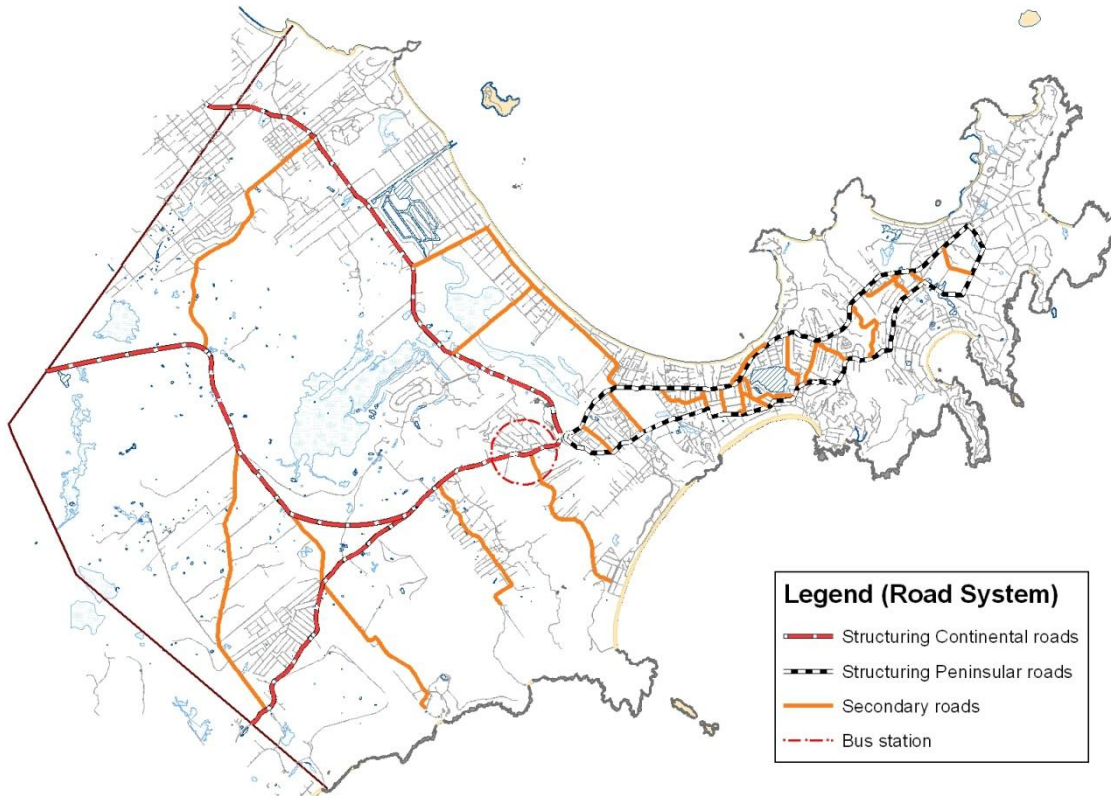 Legend (Road System)
Structuring Continental roads
Structuring Peninsular roads
Secondary roads
Bus station